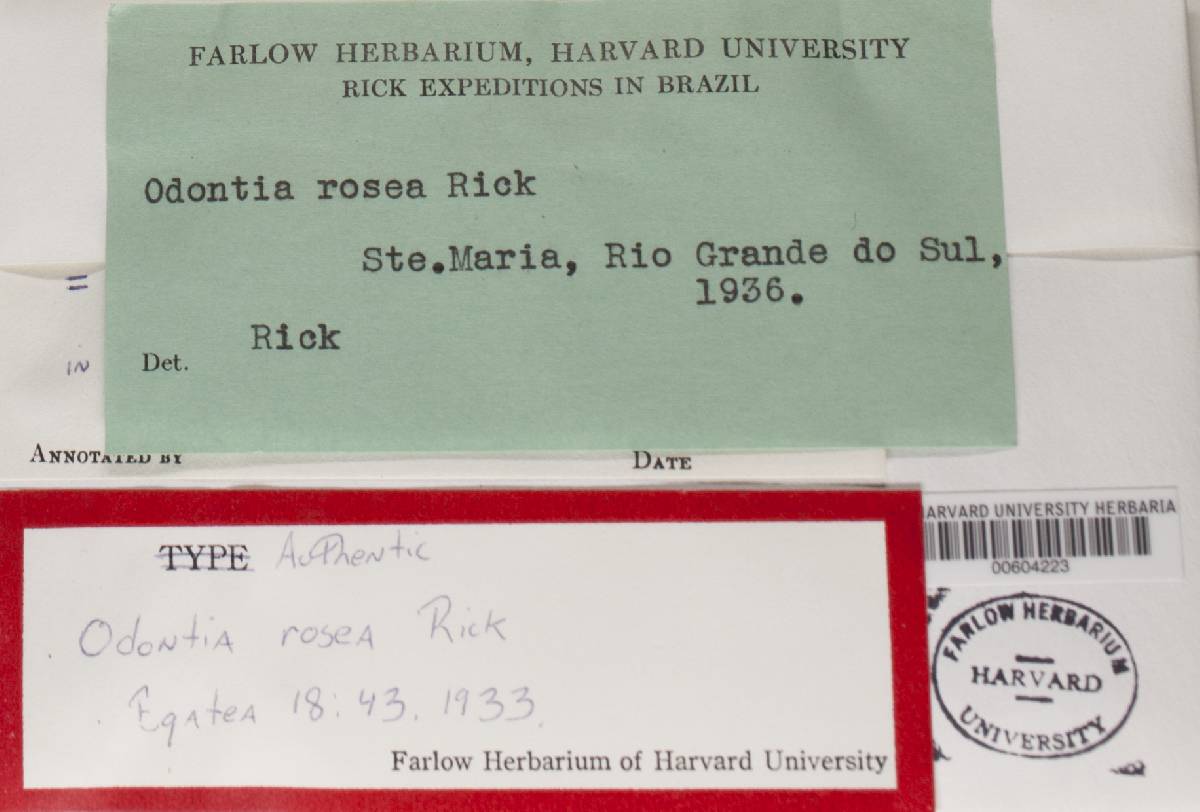 FARLOW HERBARIUM, HARVARD UNIVERSITY
RICK EXPEDITIONS IN BRAZIL
Odontia rosea Rick
Ste.Maria, Rio Grande do Sul,
1936.
Rick
=
IN
Det.
ANNOTATED BY
DATE
TYPE Authentic
Odontia rosea Rick
Egatea 18:43. 1933.
Farlow Herbarium of Harvard University
ARVARD UNIVERSITY HERBARIA
00604223
FARLOW HERBARIUM
HARVARD
UNIVERSITY